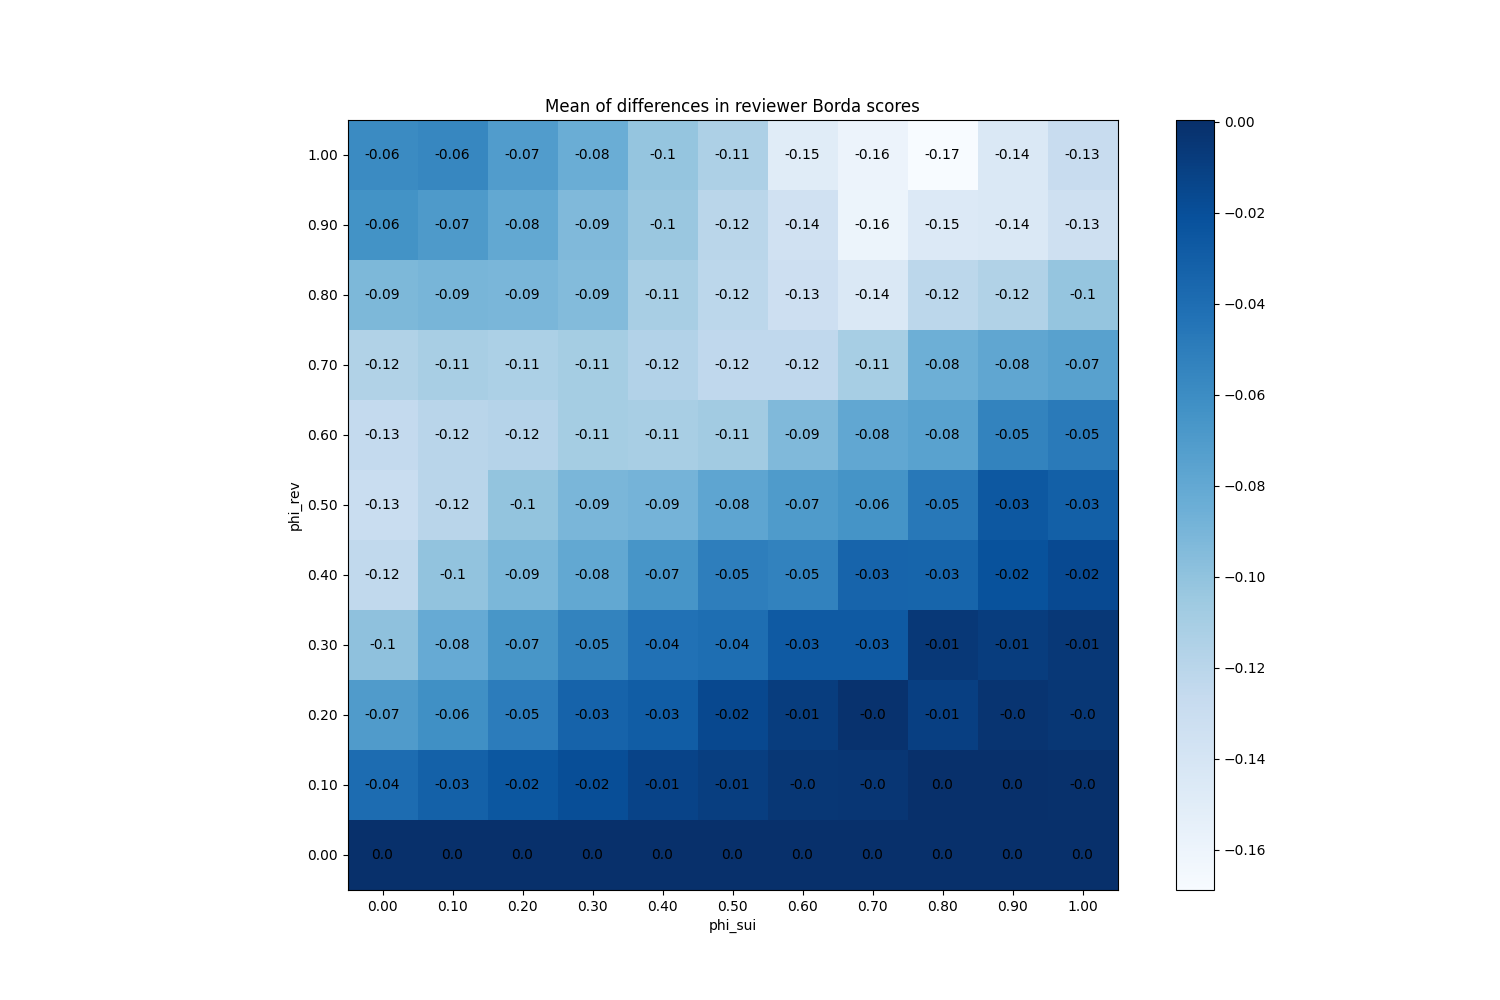 Mean of differences in reviewer Borda scores
1.00 -0.06 -0.06 -0.07 -0.08 -0.1 -0.11 -0.15 -0.16 -0.17 -0.14 -0.13
0.90 -0.06 -0.07 -0.08 -0.09 -0.1 -0.12 -0.14 -0.16 -0.15 -0.14 -0.13
0.80 -0.09 -0.09 -0.09 -0.09 -0.11 -0.12 -0.13 -0.14 -0.12 -0.12 -0.1
0.70 -0.12 -0.11 -0.11 -0.11 -0.12 -0.12 -0.12 -0.11 -0.08 -0.08 -0.07
0.60 -0.13 -0.12 -0.12 -0.11 -0.11 -0.11 -0.09 -0.08 -0.08 -0.05 -0.05
phi_rev
0.50 -0.13 -0.12 -0.1 -0.09 -0.09 -0.08 -0.07 -0.06 -0.05 -0.03 -0.03
0.40 -0.12 -0.1 -0.09 -0.08 -0.07 -0.05 -0.05 -0.03 -0.03 -0.02 -0.02
0.30 -0.1 -0.08 -0.07 -0.05 -0.04 -0.04 -0.03 -0.03 -0.01 -0.01 -0.01
0.20 -0.07 -0.06 -0.05 -0.03 -0.03 -0.02 -0.01 -0.0 -0.01 -0.0 -0.0
0.10 -0.04 -0.03 -0.02 -0.02 -0.01 -0.01 -0.0 -0.0 0.0 0.0 -0.0
0.00 0.0 0.0 0.0 0.0 0.0 0.0 0.0 0.0 0.0 0.0 0.0
0.00 0.10 0.20 0.30 0.40 0.50 0.60 0.70 0.80 0.90 1.00
phi_sui
0.00
−0.02
−0.04
−0.06
−0.08
−0.10
−0.12
−0.14
−0.16